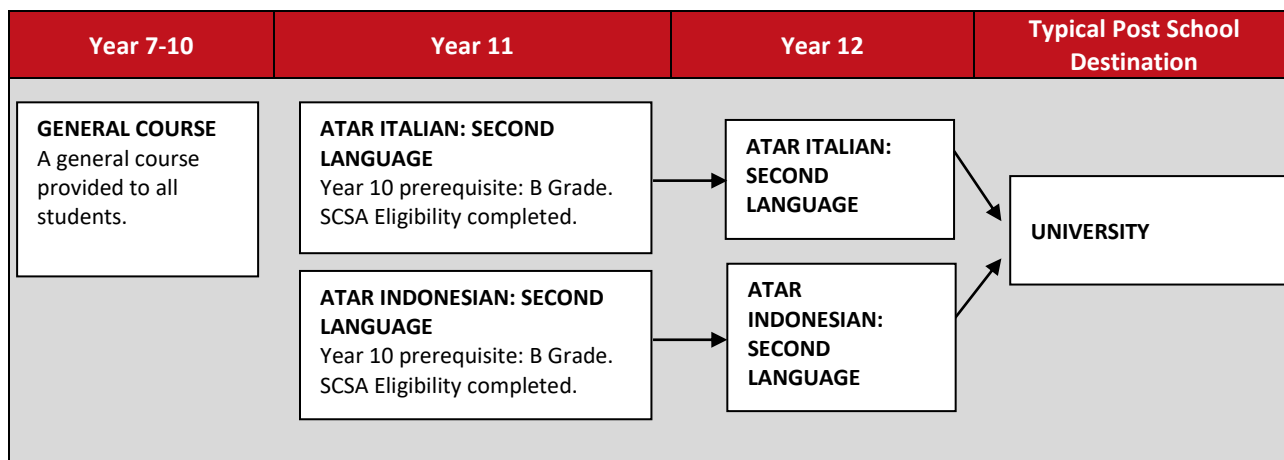 Year 7-10
Year 11
Year 12
Typical Post School
Destination
GENERAL COURSE
A general course
provided to all
students.
ATAR ITALIAN: SECOND
LANGUAGE
Year 10 prerequisite: B Grade.
SCSA Eligibility completed.
ATAR INDONESIAN: SECOND
LANGUAGE
Year 10 prerequisite: B Grade.
SCSA Eligibility completed.
ATAR ITALIAN:
SECOND
LANGUAGE
ATAR
INDONESIAN:
SECOND
LANGUAGE
UNIVERSITY